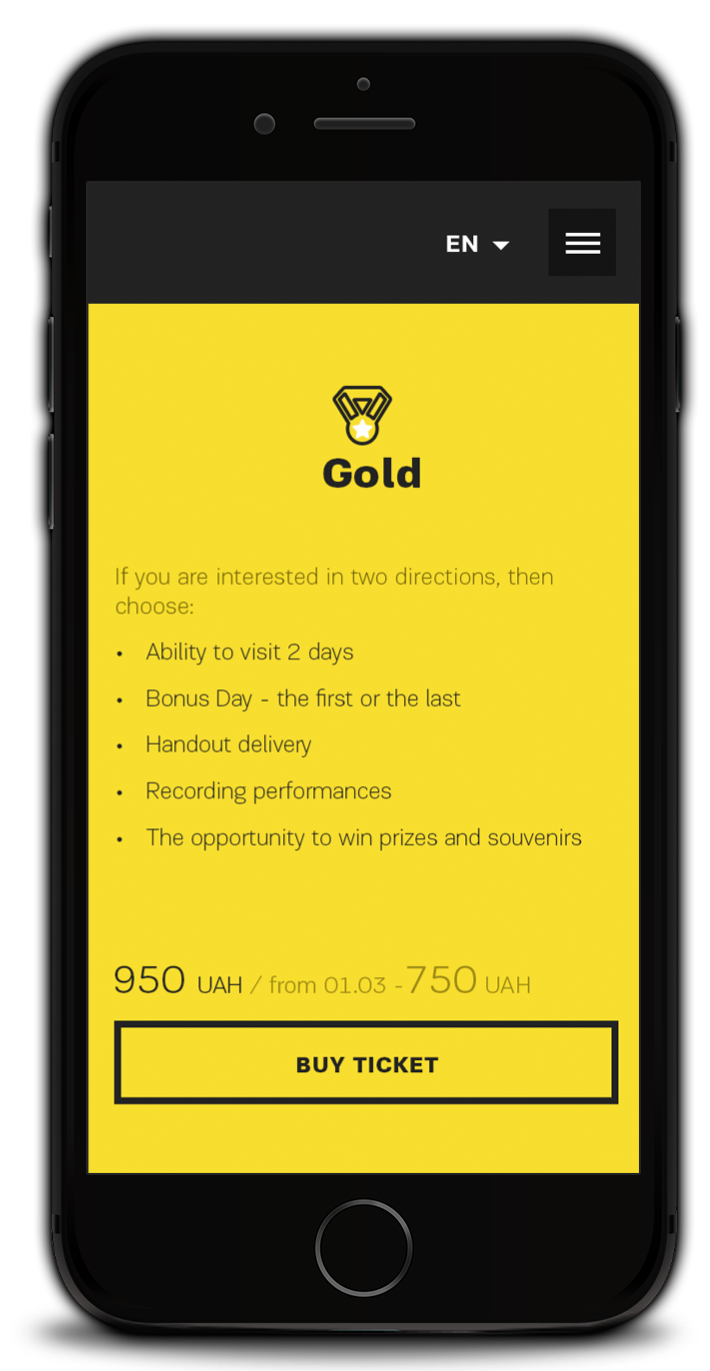 EN
Gold
If you are interested in two directions, then
choose:
• Ability to visit 2 days
• Bonus Day - the first or the last
• Handout delivery
• Recording performances
• The opportunity to win prizes and souvenirs
950 UAH / from 01.03 -750 UAH
BUY TICKET